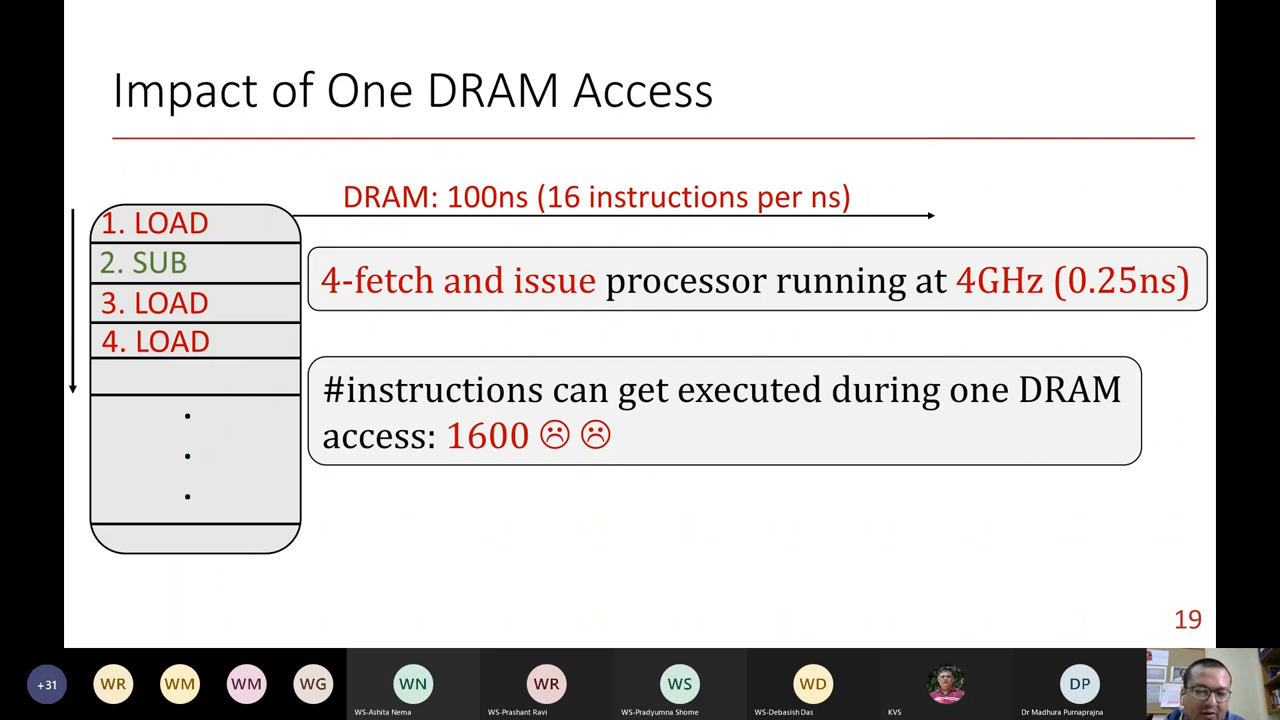 Impact of One DRAM Access
DRAM: 100ns (16 instructions per ns)
1. LOAD
2. SUB
3. LOAD
4. LOAD
4-fetch and issue processor running at 4GHz (0.25ns)
#instructions can get executed during one DRAM
access: 1600 ☹ ☹
19
+31
WR
WM
WM
WG
WN
WR
WS
WD
DP
WS-Ashita Nema
WS-Prashant Ravi
WS-Pradyumna Shome
WS-Debasish Das
KVS
Dr Madhura Purnaprajna